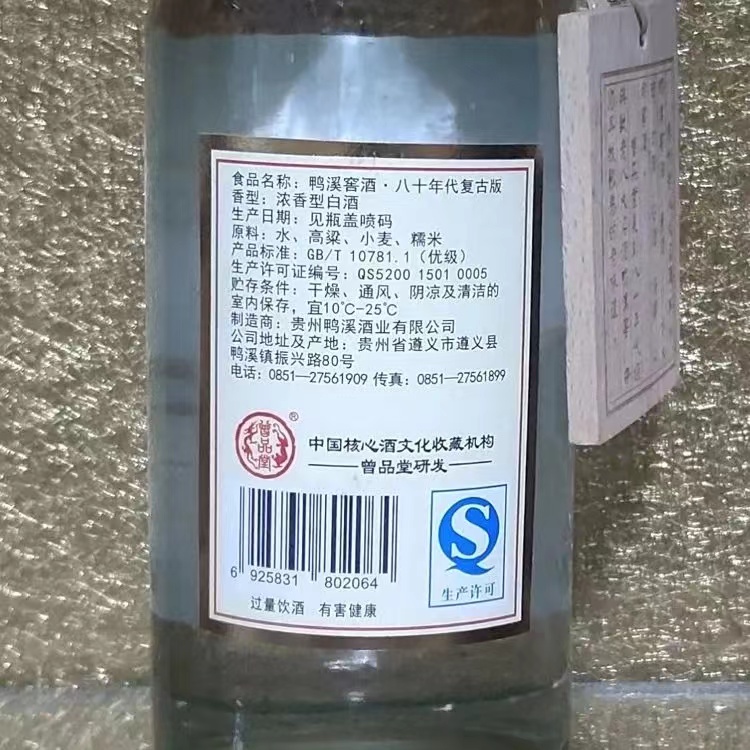 食品名称：鸭溪窖酒·八十年代复古版
香型：浓香型白酒
生产日期：见瓶盖喷码
原料：水、高粱、小麦、糯米
产品标准：GB/T 10781.1（优级）
生产许可证编号：QS5200 1501 0005
贮存条件：干燥、通风、阴凉及清洁的
室内保存，宜10℃-25℃
制造商：贵州鸭溪酒业有限公司
公司地址及产地：贵州省遵义市遵义县
鸭溪镇振兴路80号
电话：0851—27561909 传真：0851—27561899
曾品堂
®
中国核心酒文化收藏机构
——曾品堂研发——
6 925831 802064
生产许可
过量饮酒 有害健康